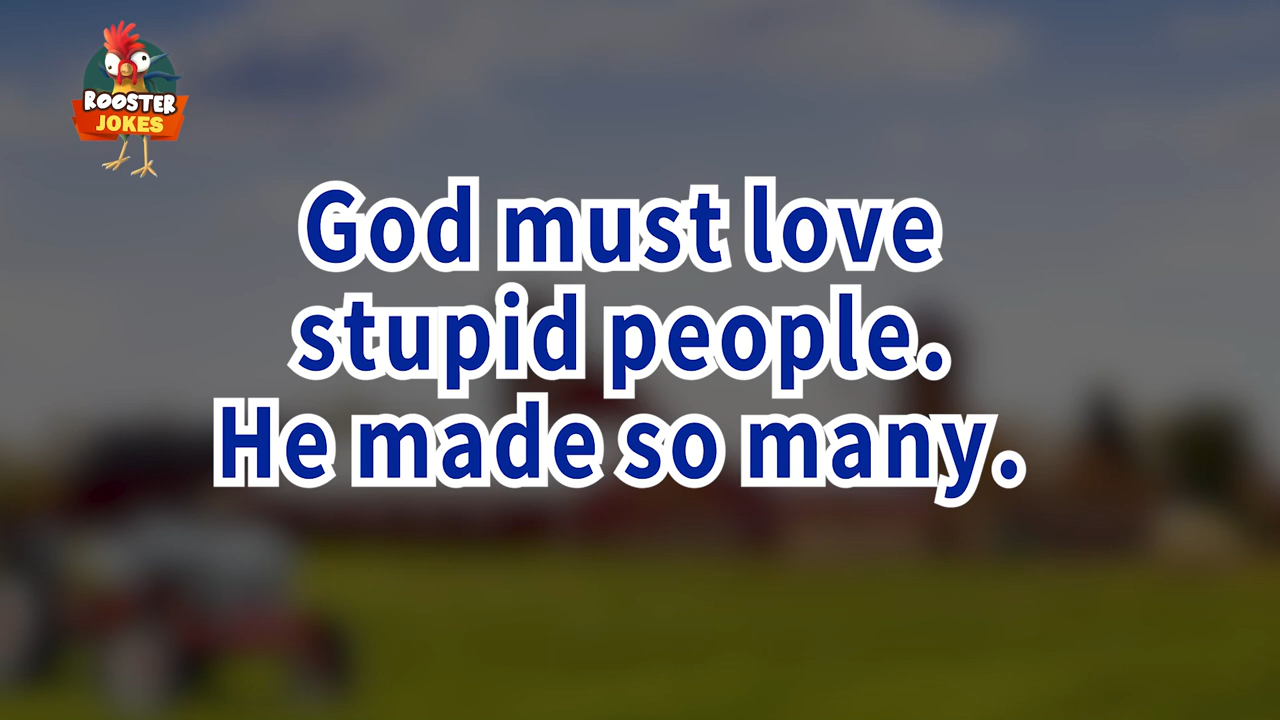 ROOSTER
JOKES
God must love
stupid people.
He made so many.